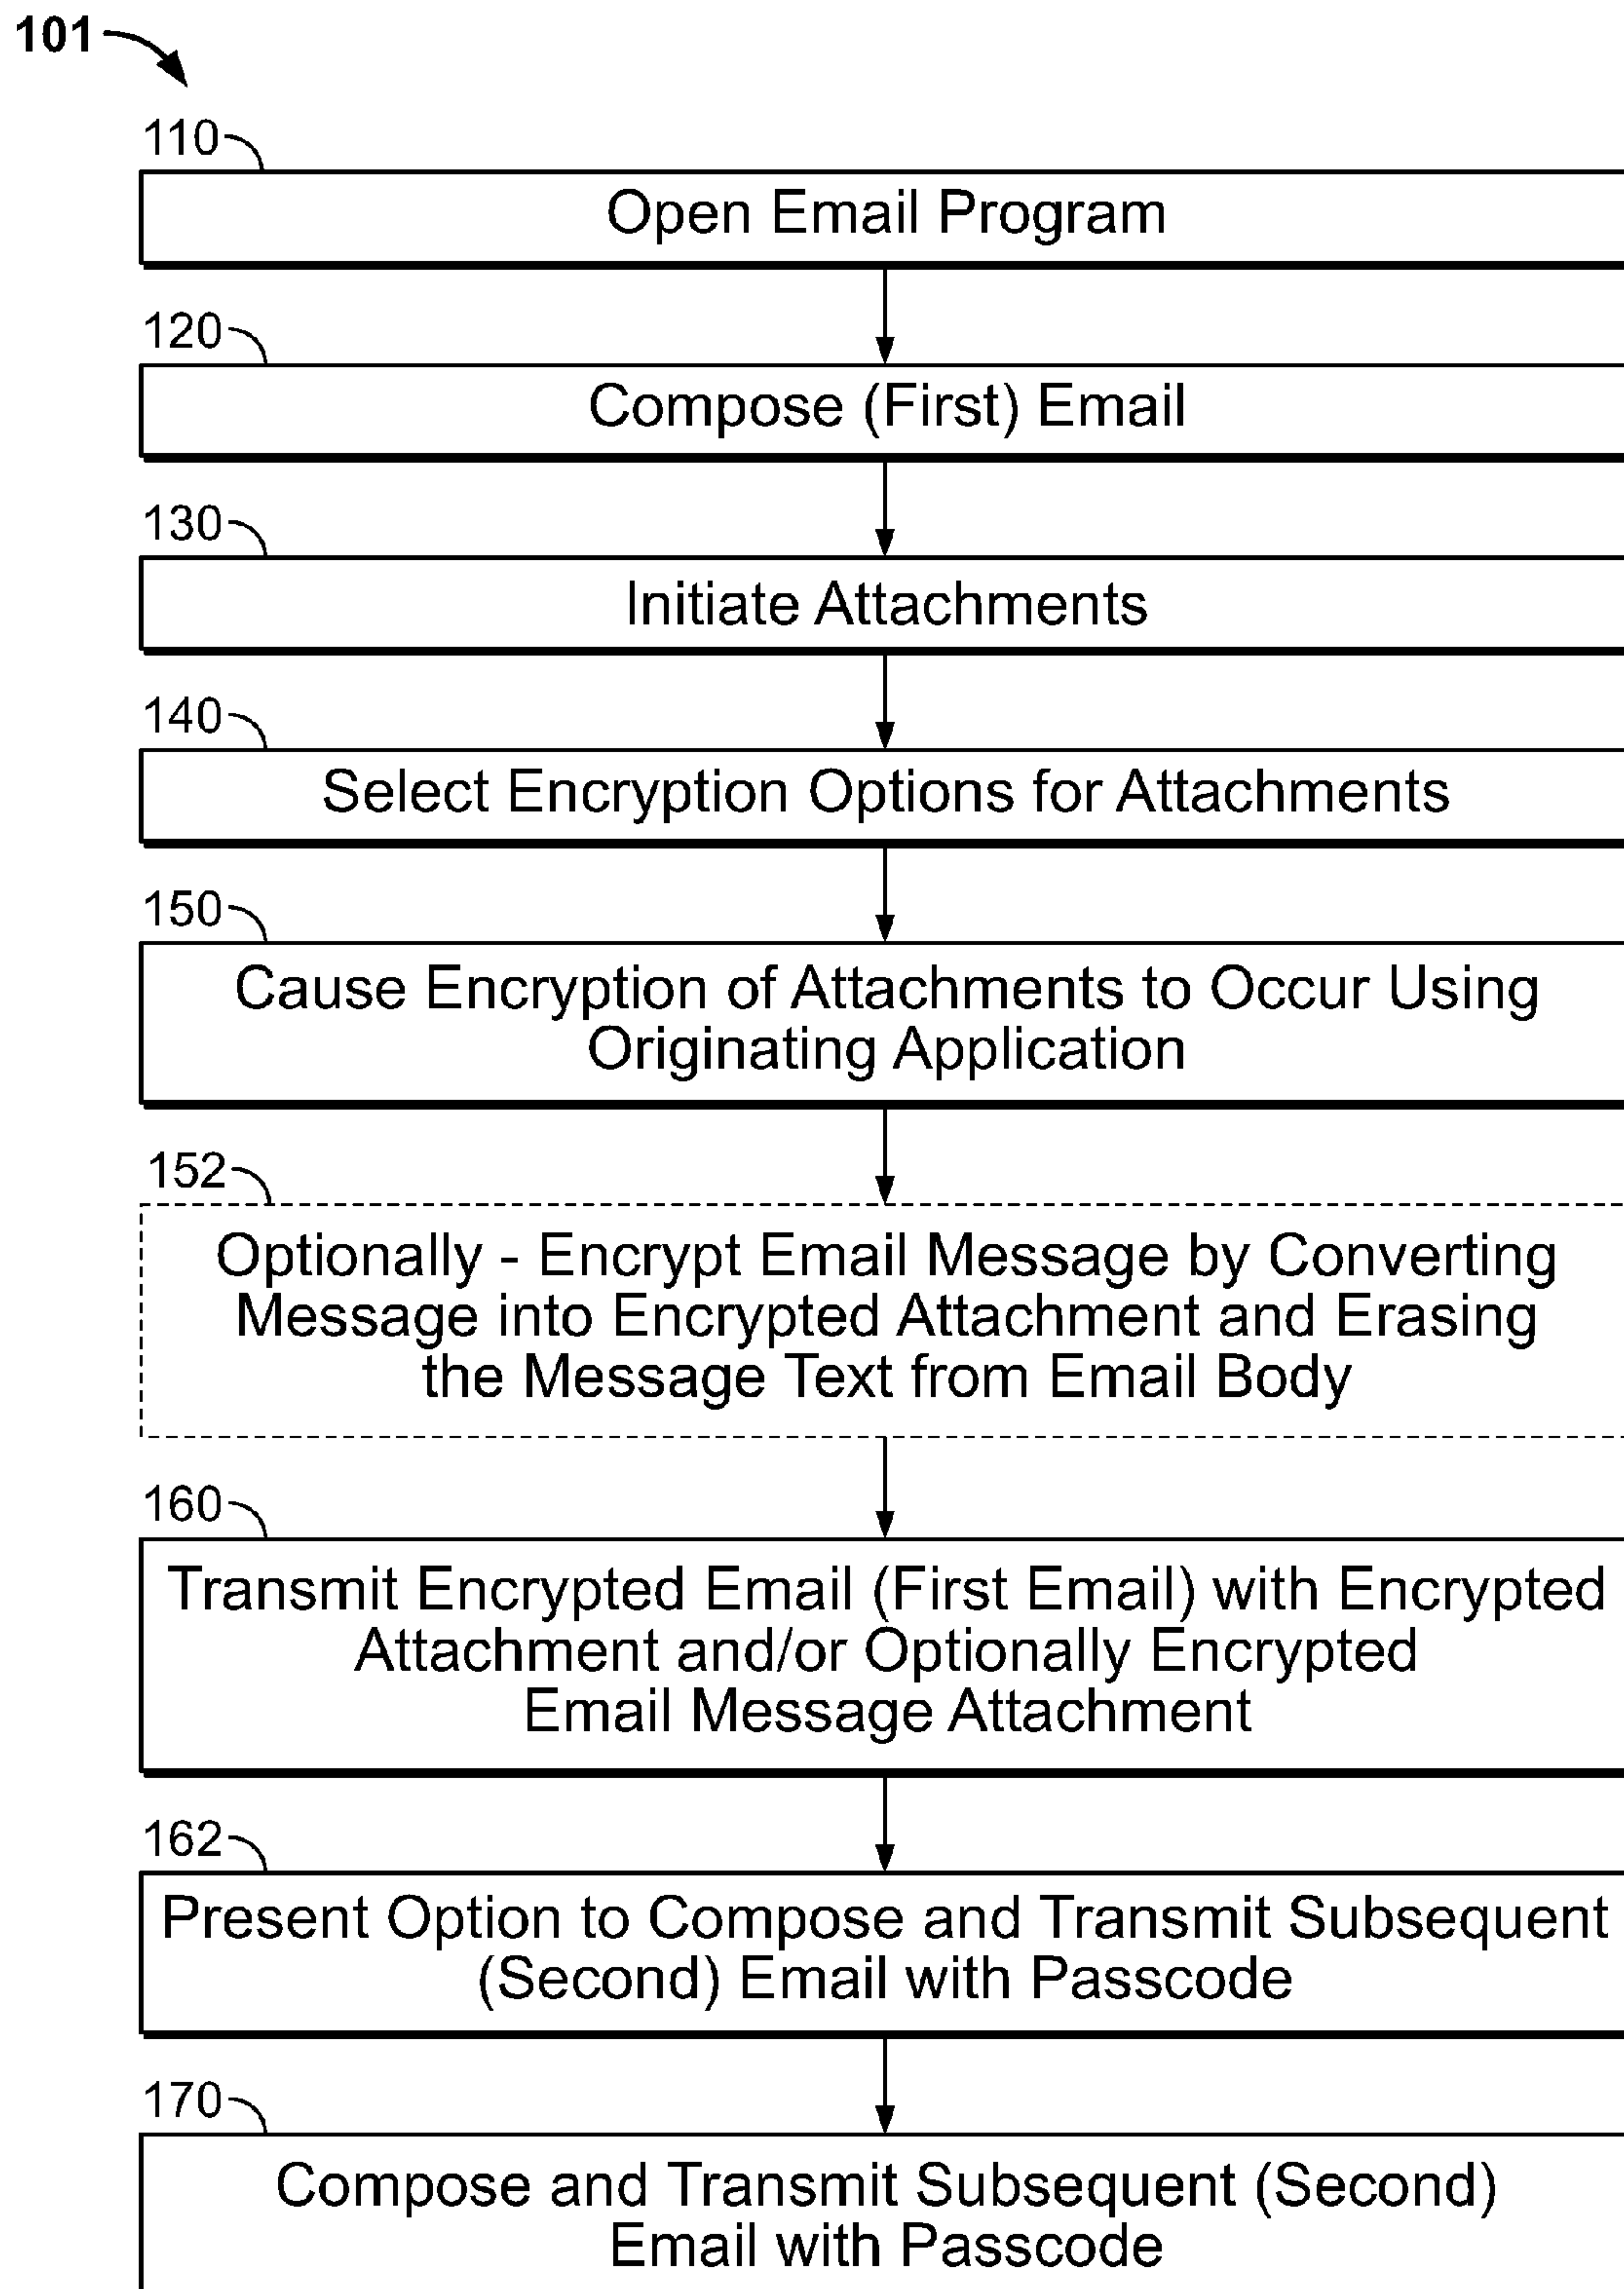 101
110
Open Email Program
120
Compose (First) Email
130
Initiate Attachments
140
Select Encryption Options for Attachments
150
Cause Encryption of Attachments to Occur Using
Originating Application
152
Optionally - Encrypt Email Message by Converting
Message into Encrypted Attachment and Erasing
the Message Text from Email Body
160
Transmit Encrypted Email (First Email) with Encrypted
Attachment and/or Optionally Encrypted
Email Message Attachment
162
Present Option to Compose and Transmit Subsequent
(Second) Email with Passcode
170
Compose and Transmit Subsequent (Second)
Email with Passcode